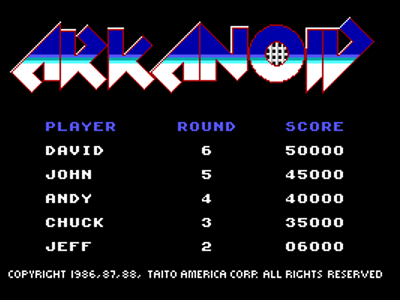 ARKANOID
PLAYER ROUND SCORE
DAVID 6 50000
JOHN 5 45000
ANDY 4 40000
CHUCK 3 35000
JEFF 2 06000
COPYRIGHT 1986,87,88, TAITO AMERICA CORP. ALL RIGHTS RESERVED